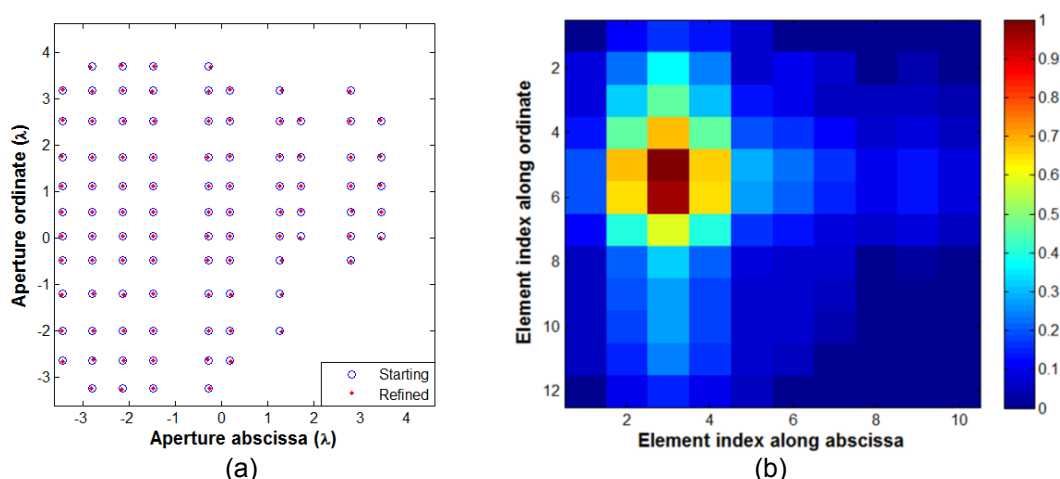 4
3
2
1
0
-1
-2
-3
-3 -2 -1 0 1 2 3 4
Aperture ordinate (λ)
Aperture abscissa (λ)
Starting
Refined
(a)
2
4
6
8
10
12
2 4 6 8 10
Element index along ordinate
Element index along abscissa
1
0.9
0.8
0.7
0.6
0.5
0.4
0.3
0.2
0.1
0
(b)